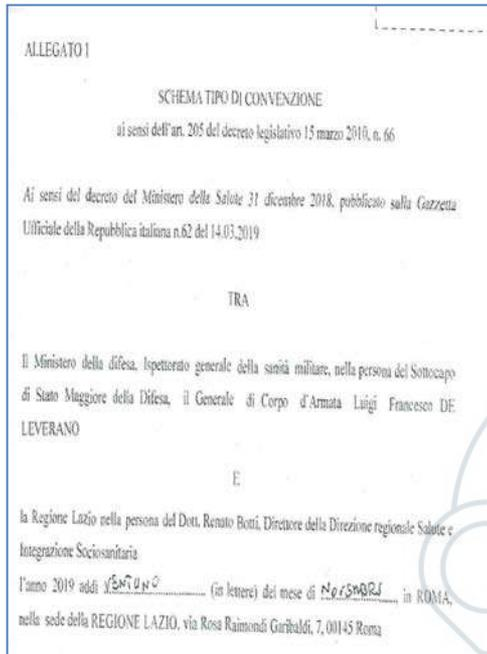 ALLEGATO 1
SCHEMA TIPO DI CONVENZIONE
ai sensi dell'art. 205 del decreto legislativo 15 marzo 2010, n. 66
Ai sensi del decreto del Ministero della Salute 31 dicembre 2018, pubblicato sulla Gazzetta
Ufficiale della Repubblica italiana n.62 del 14.03.2019
TRA
Il Ministero della difesa, Ispettorato generale della sanità militare, nella persona del Sottocapo
di Stato Maggiore della Difesa, il Generale di Corpo d'Armata Luigi Francesco DE
LEVERANO
E
la Regione Lazio nella persona del Dott. Renato Botti, Direttore della Direzione regionale Salute e
Integrazione Sociosanitaria
l'anno 2019 addì VENTUNO (in lettere) del mese di NOVEMBRE, in ROMA,
nella sede della REGIONE LAZIO, via Rosa Raimondi Garibaldi, 7, 00145 Roma